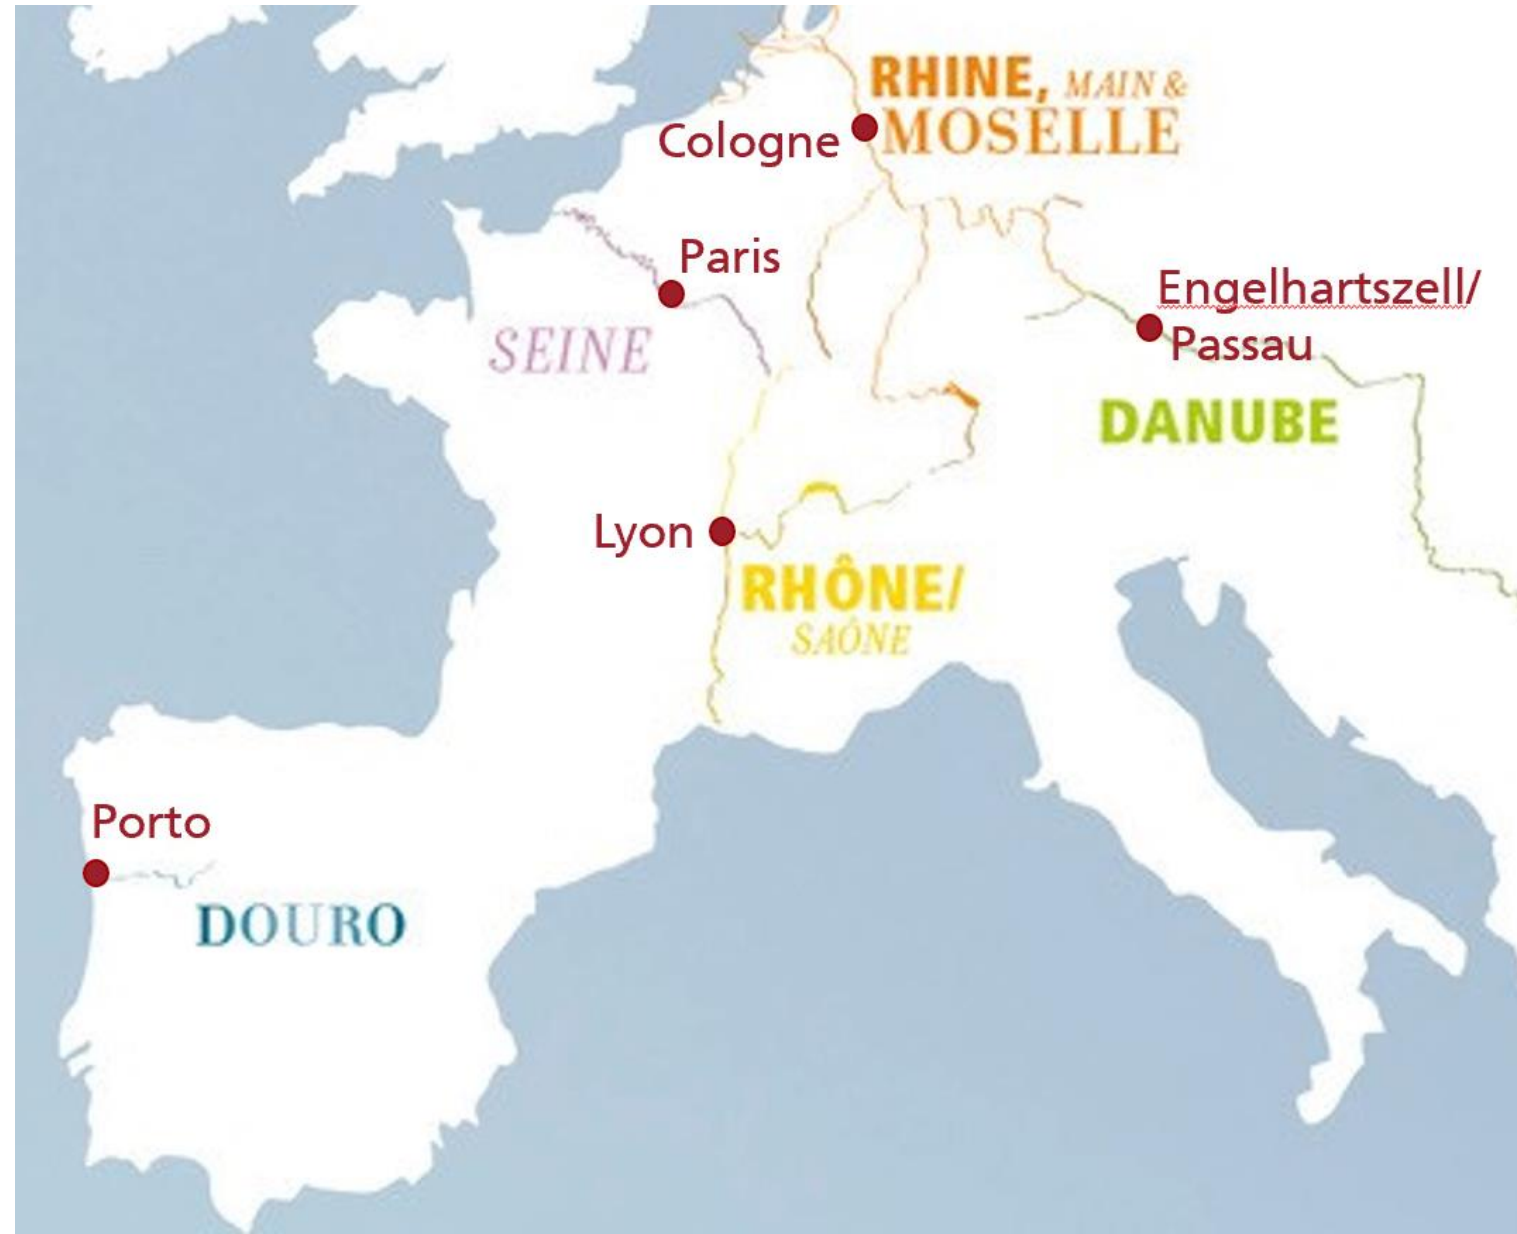 RHINE, MAIN &
MOSELLE
Cologne
Paris
SEINE
Engelhartszell/
Passau
DANUBE
Lyon
RHÔNE/
SAÔNE
Porto
DOURO